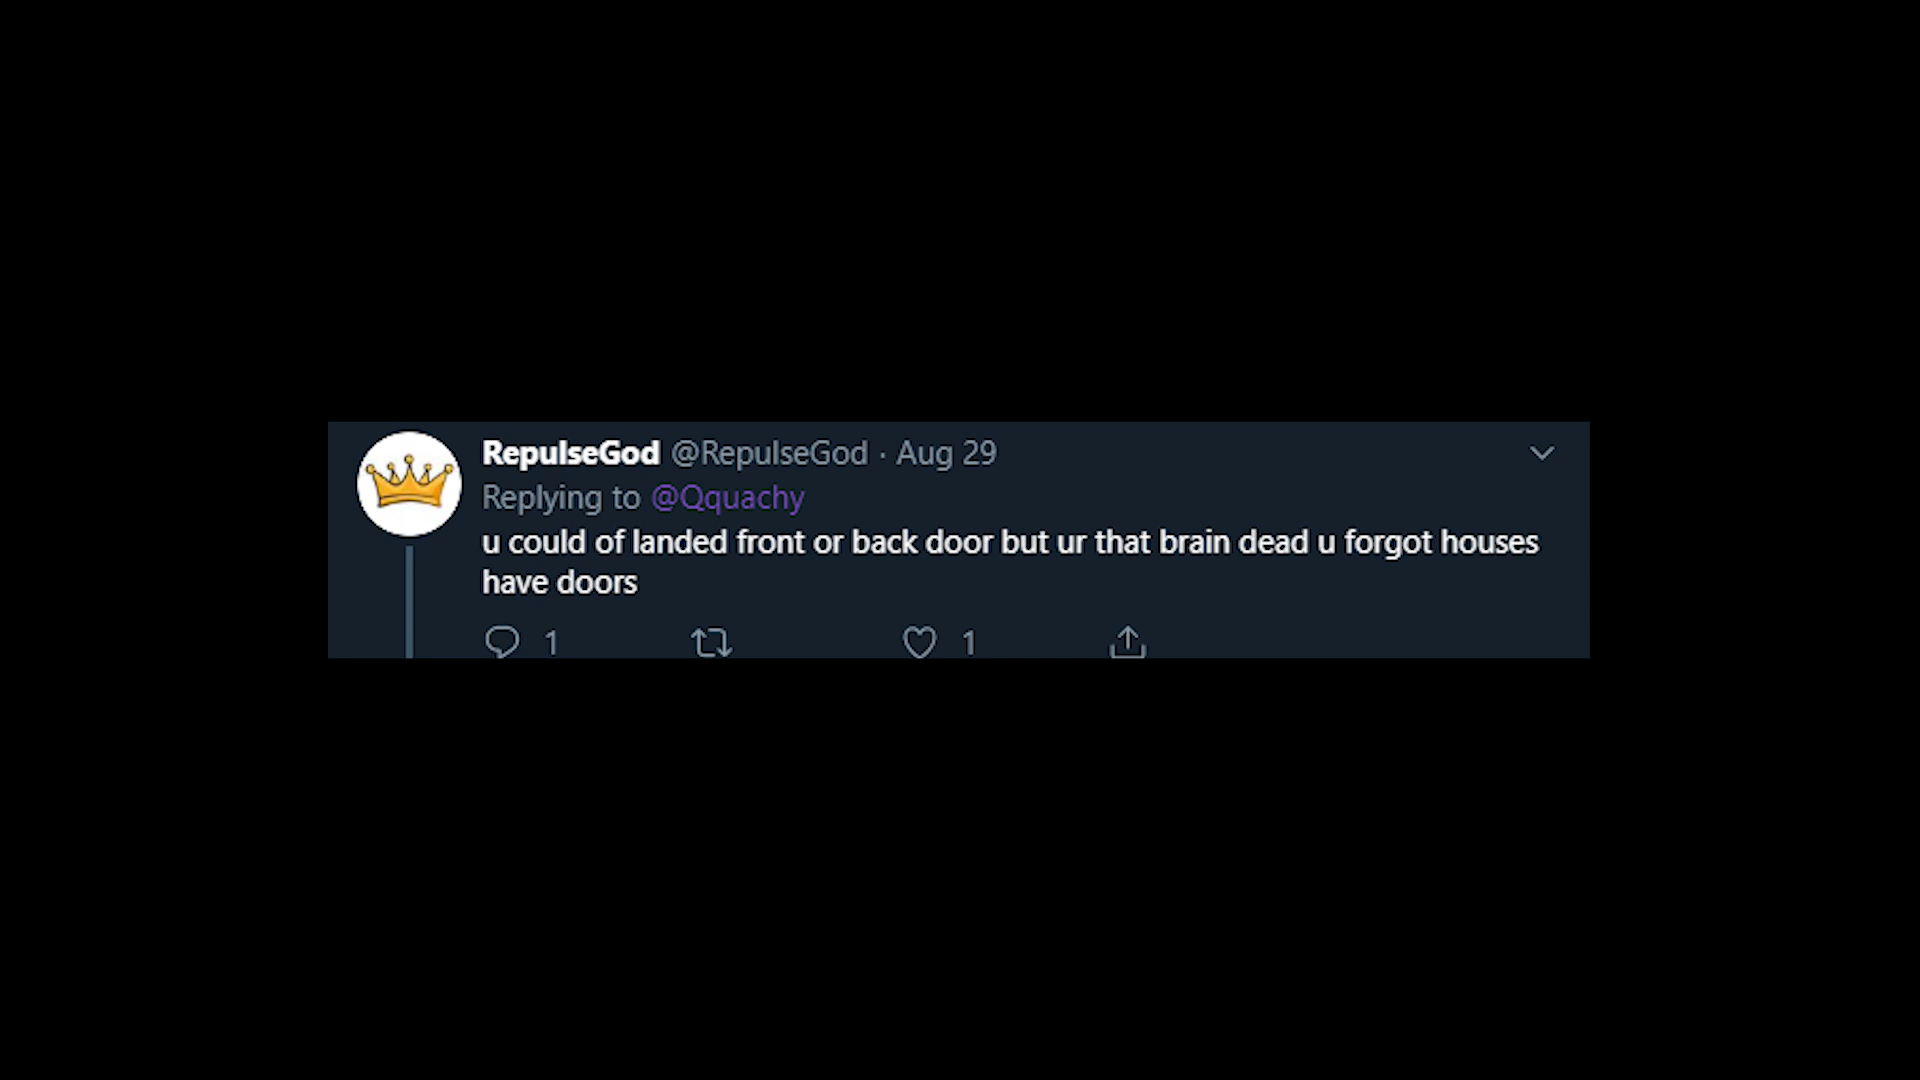 RepulseGod @RepulseGod · Aug 29
Replying to @Qquachy
u could of landed front or back door but ur that brain dead u forgot houses
have doors
1 1